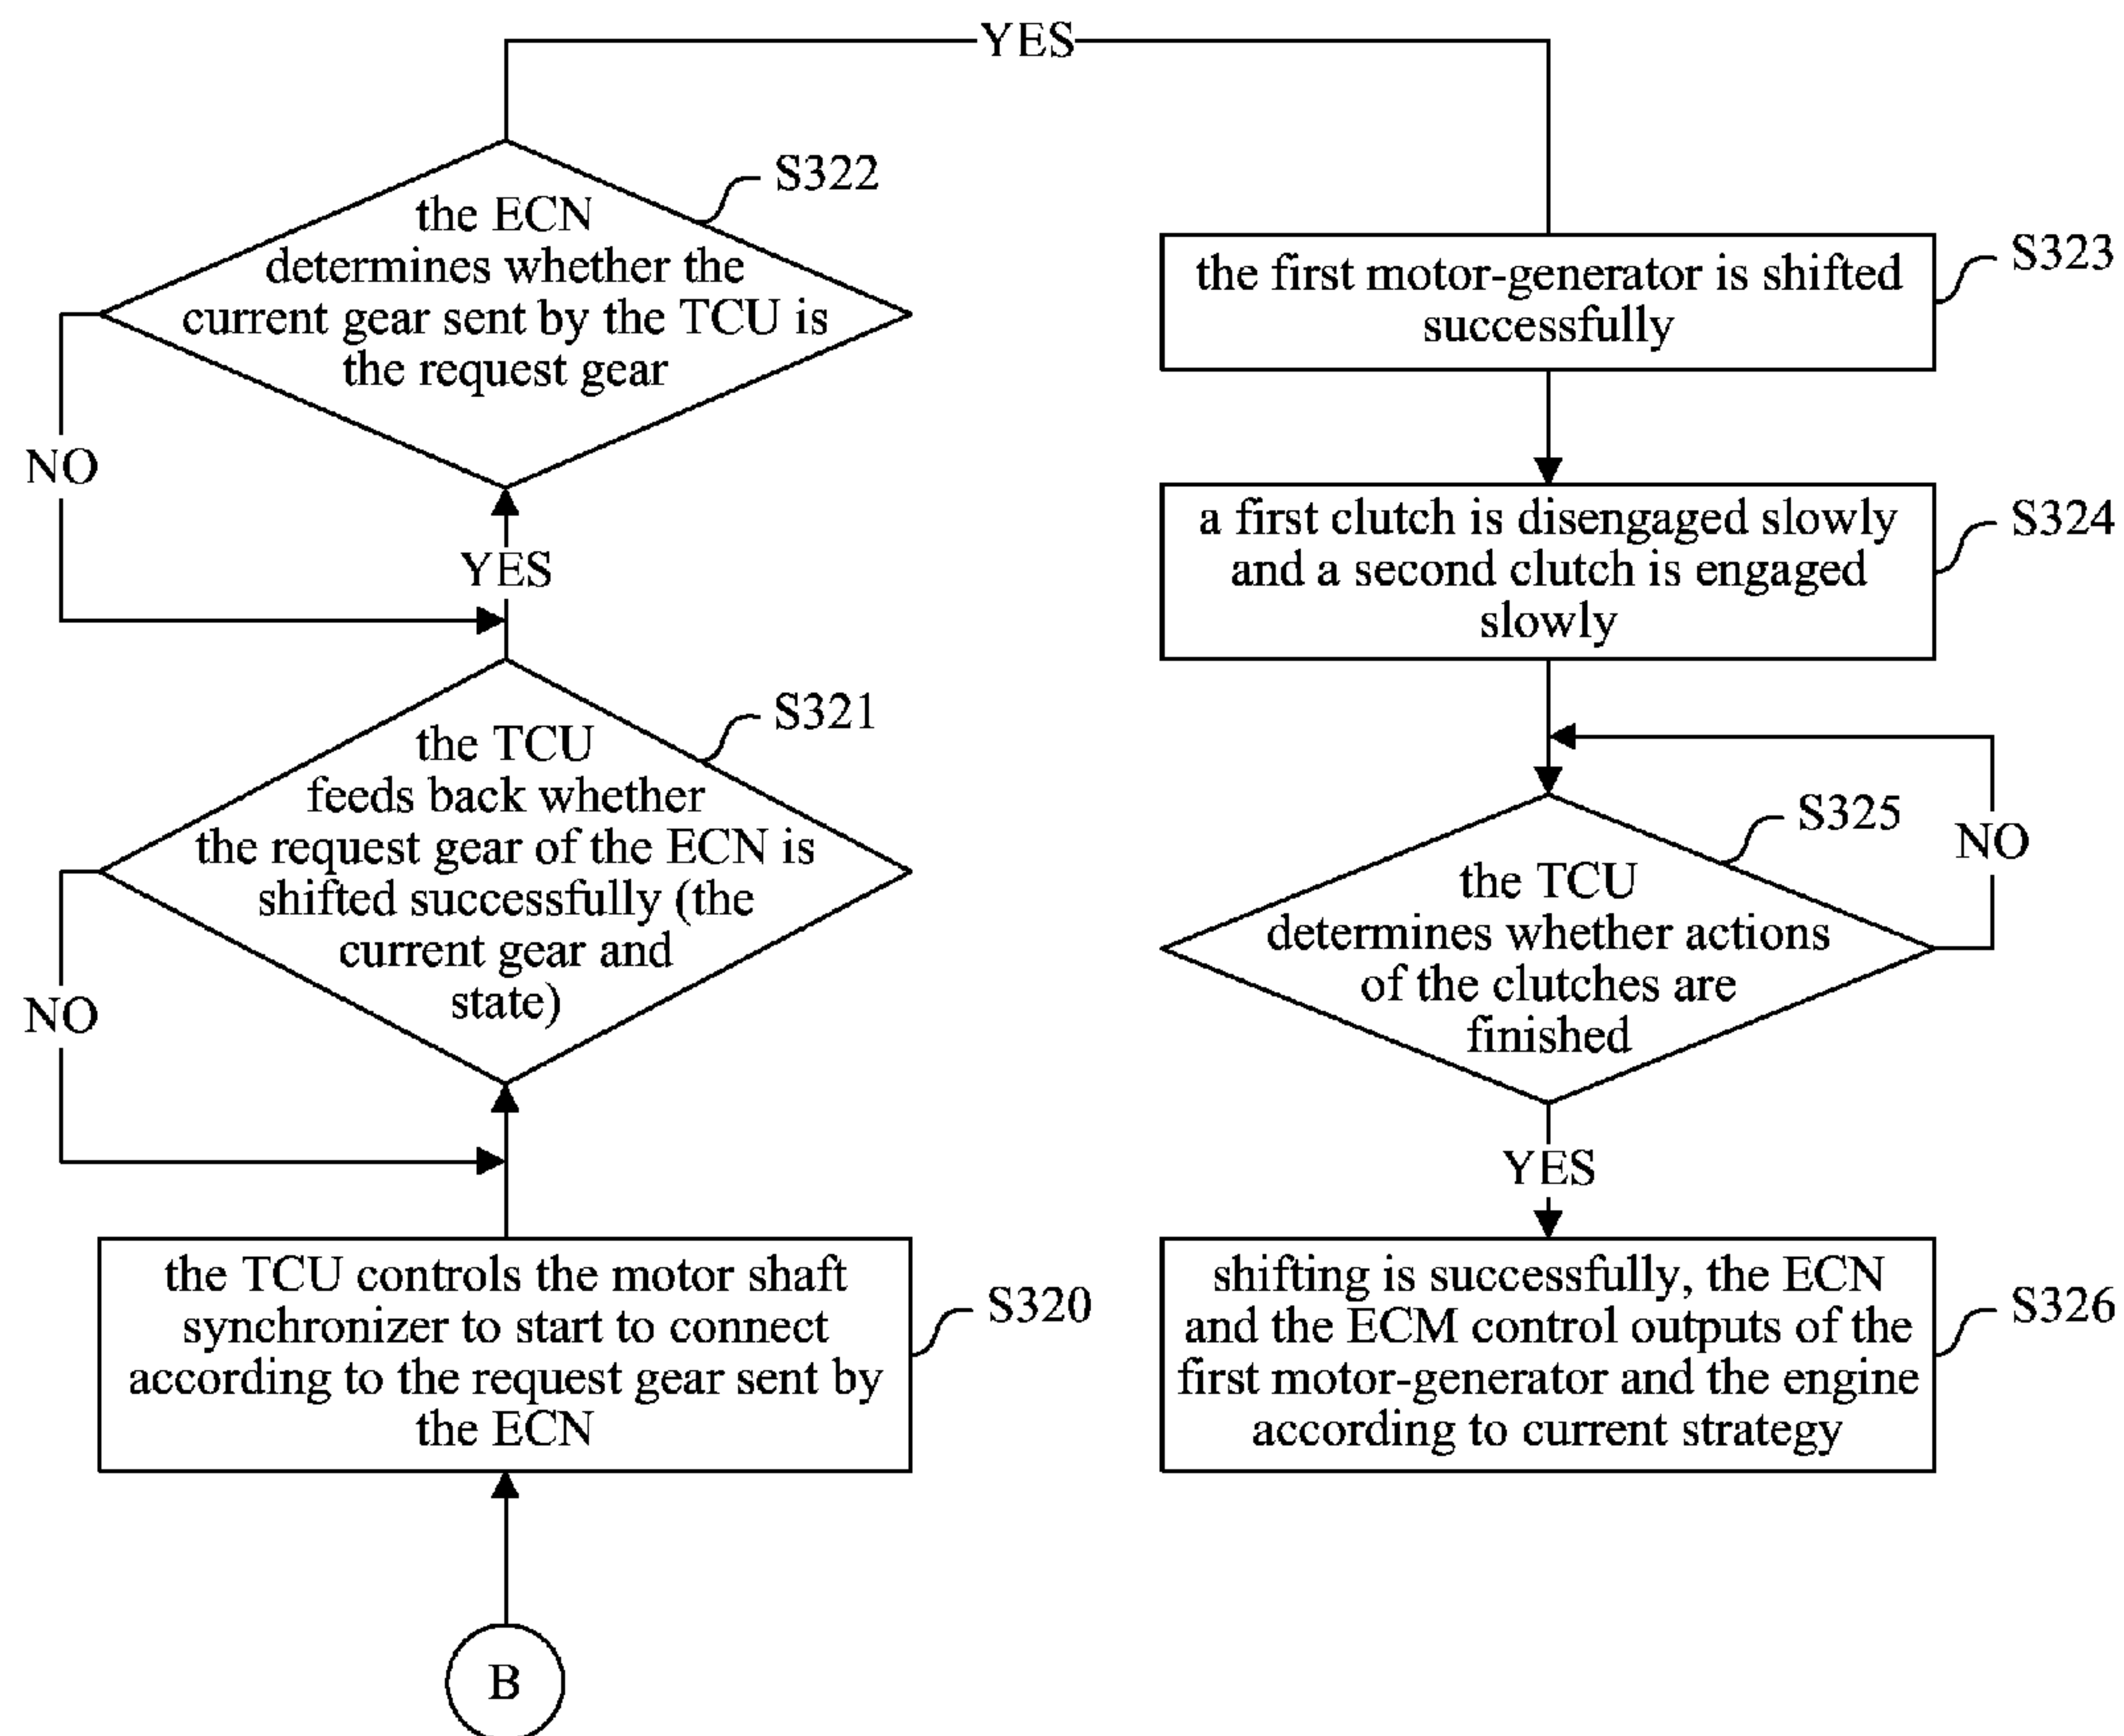 YES
S322
the ECN
determines whether the
current gear sent by the TCU is
the request gear
NO
YES
S321
the TCU
feeds back whether
the request gear of the ECN is
shifted successfully (the
current gear and
state)
NO
the TCU controls the motor shaft
synchronizer to start to connect
according to the request gear sent by
the ECN
S320
B
the first motor-generator is shifted
successfully
S323
a first clutch is disengaged slowly
and a second clutch is engaged
slowly
S324
S325
the TCU
determines whether actions
of the clutches are
finished
NO
YES
shifting is successfully, the ECN
and the ECM control outputs of the
first motor-generator and the engine
according to current strategy
S326